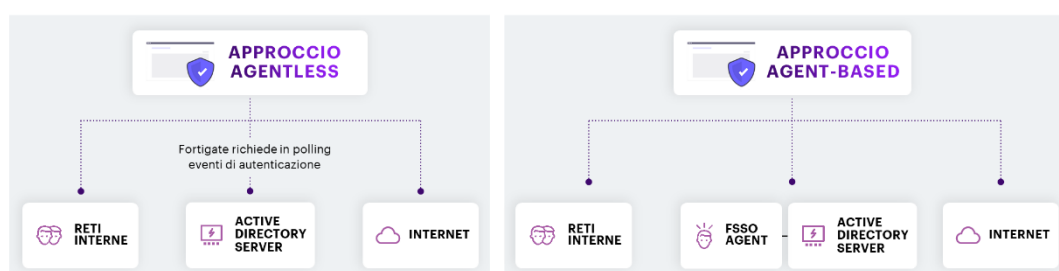 APPROCCIO
AGENTLESS
Fortigate richiede in polling
eventi di autenticazione
RETI
INTERNE
ACTIVE
DIRECTORY
SERVER
INTERNET
APPROCCIO
AGENT-BASED
RETI
INTERNE
FSSO
AGENT
ACTIVE
DIRECTORY
SERVER
INTERNET